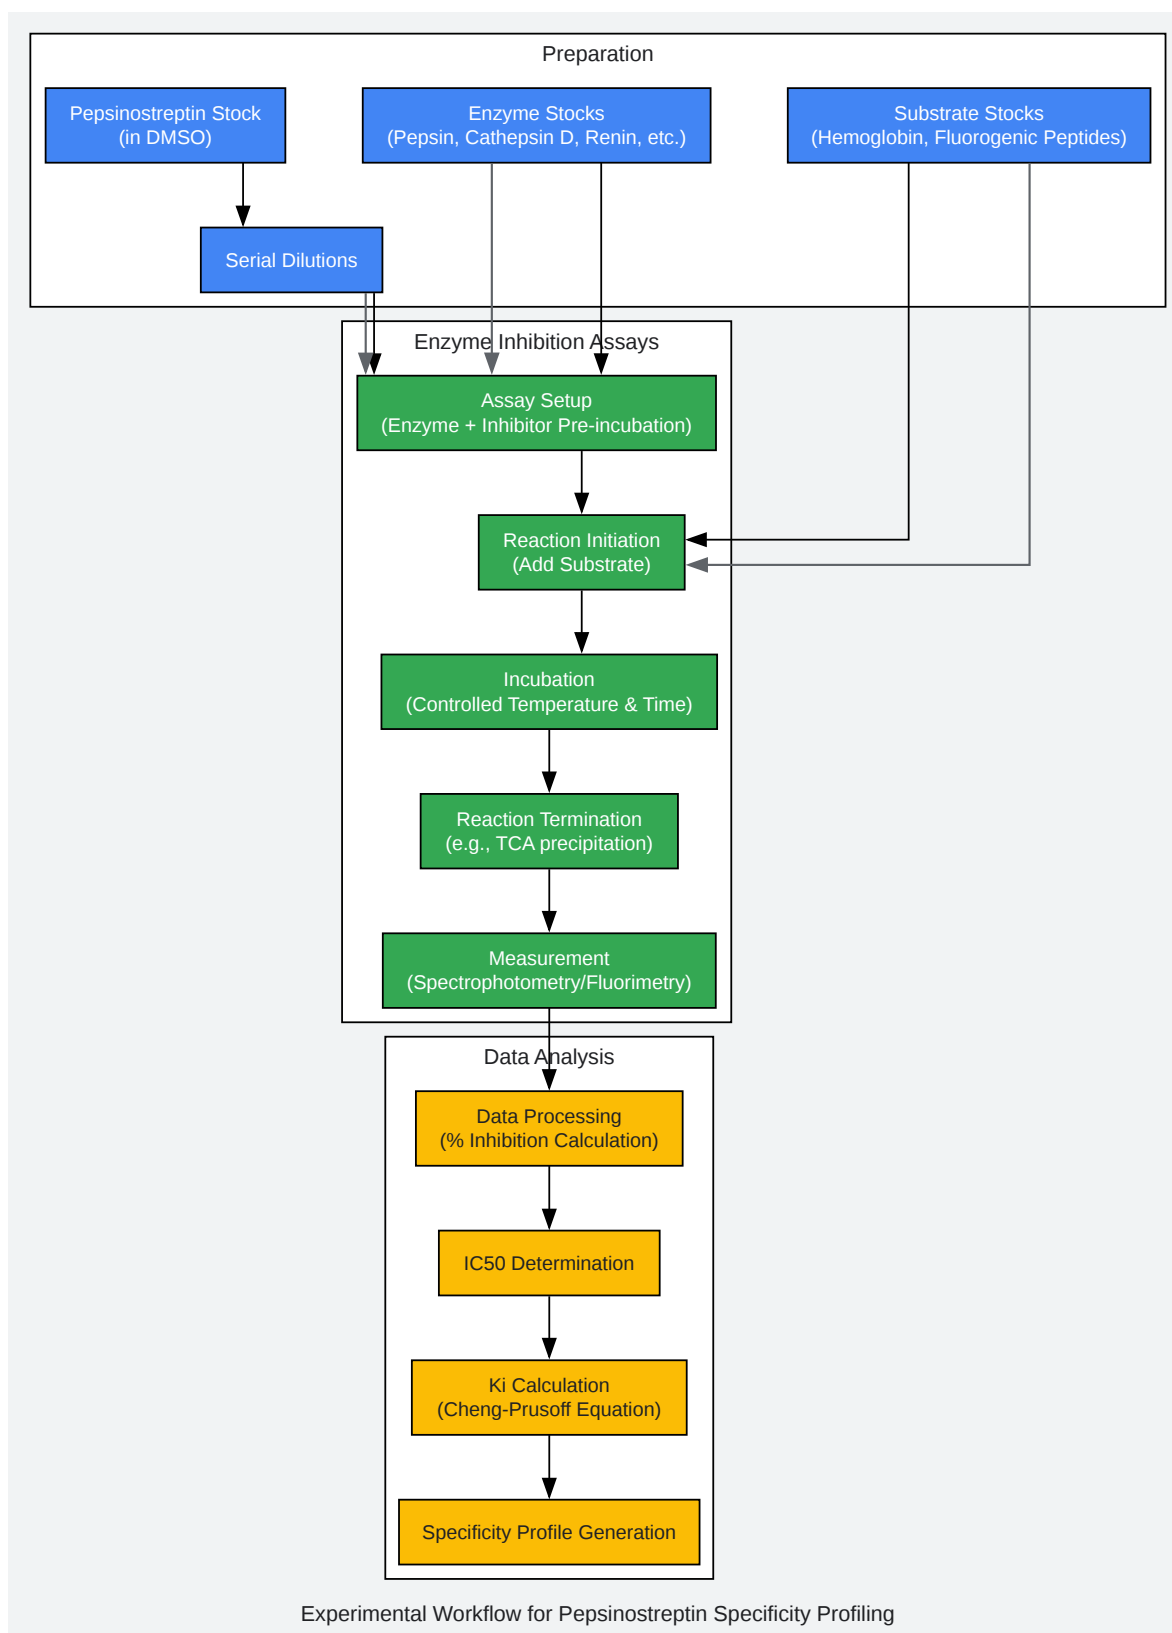 Preparation
Pepsinostreptin Stock
(in DMSO)
Enzyme Stocks
(Pepsin, Cathepsin D, Renin, etc.)
Substrate Stocks
(Hemoglobin, Fluorogenic Peptides)
Serial Dilutions
Enzyme Inhibition Assays
Assay Setup
(Enzyme + Inhibitor Pre-incubation)
Reaction Initiation
(Add Substrate)
Incubation
(Controlled Temperature & Time)
Reaction Termination
(e.g., TCA precipitation)
Measurement
(Spectrophotometry/Fluorimetry)
Data Analysis
Data Processing
(% Inhibition Calculation)
IC50 Determination
Ki Calculation
(Cheng-Prusoff Equation)
Specificity Profile Generation
Experimental Workflow for Pepsinostreptin Specificity Profiling